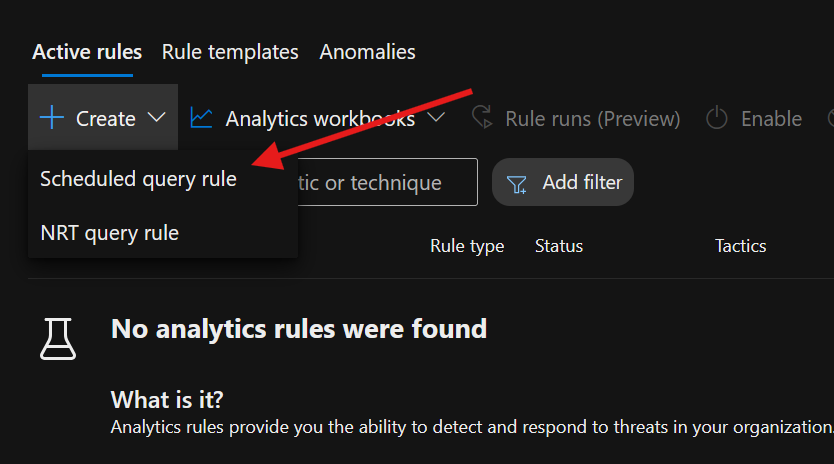 Active rules Rule templates Anomalies
Create Analytics workbooks Rule runs (Preview) Enable
Scheduled query rule tic or technique Add filter
NRT query rule
Rule type Status Tactics
No analytics rules were found
What is it?
Analytics rules provide you the ability to detect and respond to threats in your organization.